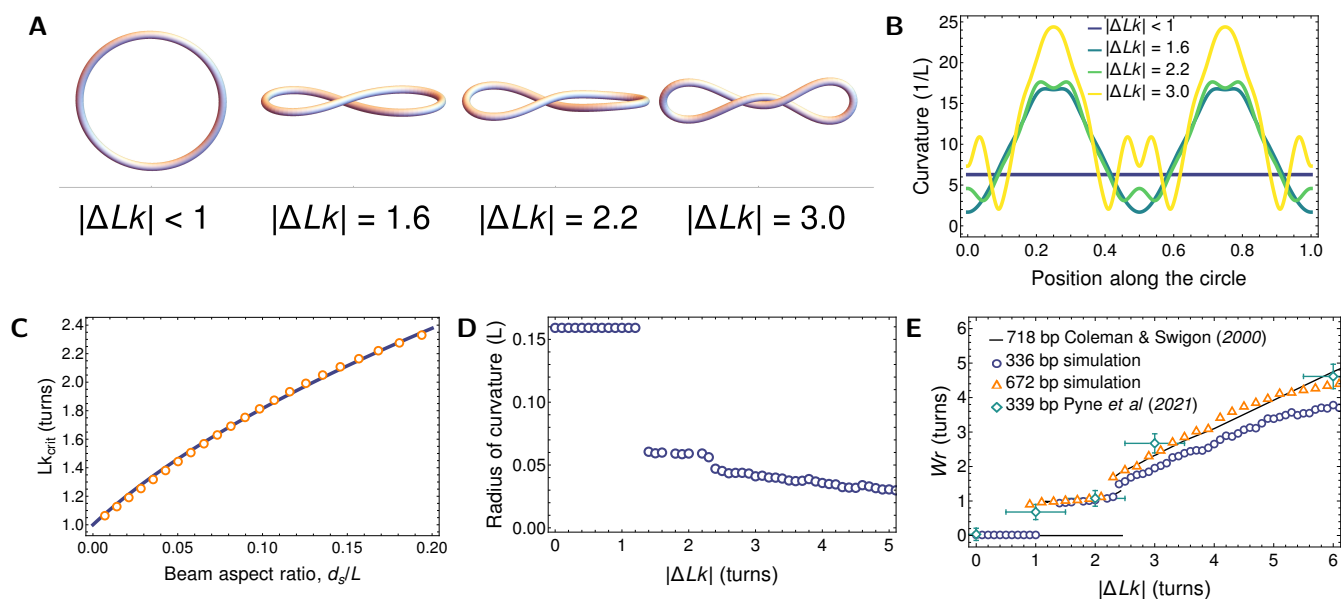 A
|ΔLk| < 1
|ΔLk| = 1.6
|ΔLk| = 2.2
|ΔLk| = 3.0
B
Curvature (1/L)
25
20
15
10
5
0
|ΔLk| < 1
|ΔLk| = 1.6
|ΔLk| = 2.2
|ΔLk| = 3.0
0.0 0.2 0.4 0.6 0.8 1.0
Position along the circle
C
Lkcrit (turns)
2.4
2.2
2.0
1.8
1.6
1.4
1.2
1.0
0.00 0.05 0.10 0.15 0.20
Beam aspect ratio, ds/L
D
Radius of curvature (L)
0.15
0.10
0.05
0.00
0 1 2 3 4 5
|ΔLk| (turns)
E
Wr (turns)
6
5
4
3
2
1
0
718 bp Coleman & Swigon (2000)
336 bp simulation
672 bp simulation
339 bp Pyne et al (2021)
0 1 2 3 4 5 6
|ΔLk| (turns)